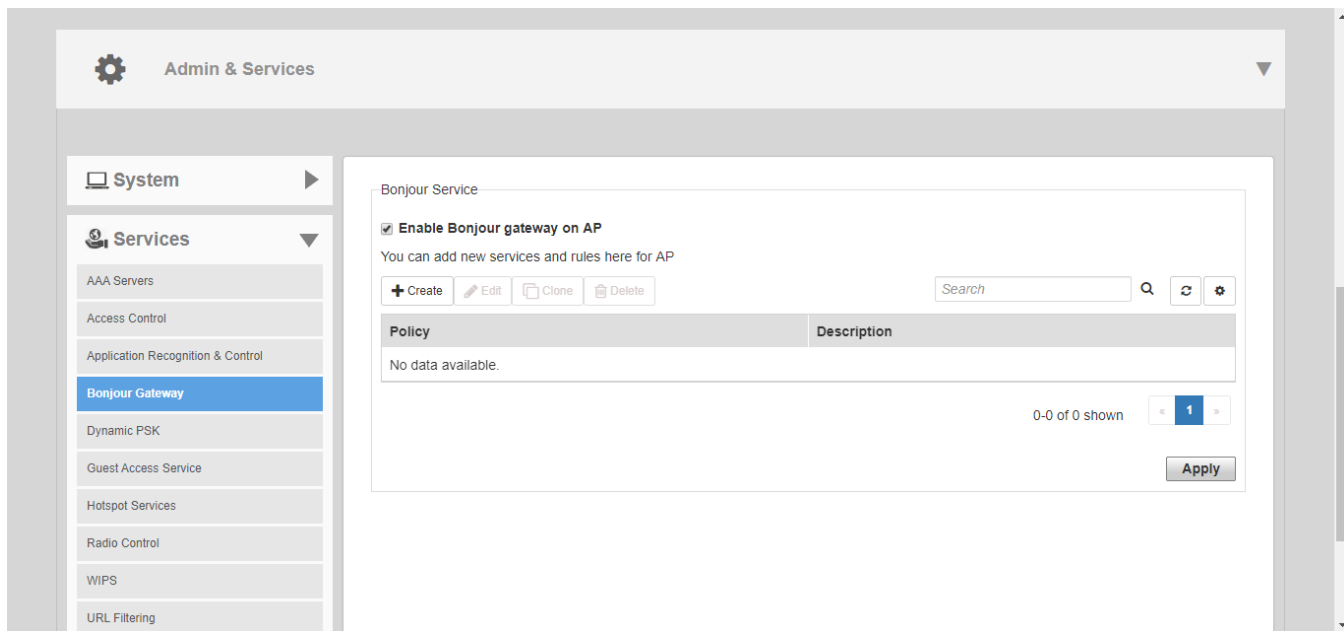 Admin & Services
System
Services
AAA Servers
Access Control
Application Recognition & Control
Bonjour Gateway
Dynamic PSK
Guest Access Service
Hotspot Services
Radio Control
WIPS
URL Filtering
Bonjour Service
Enable Bonjour gateway on AP
You can add new services and rules here for AP
Create Edit Clone Delete Search
Policy Description
No data available.
0-0 of 0 shown « 1 »
Apply